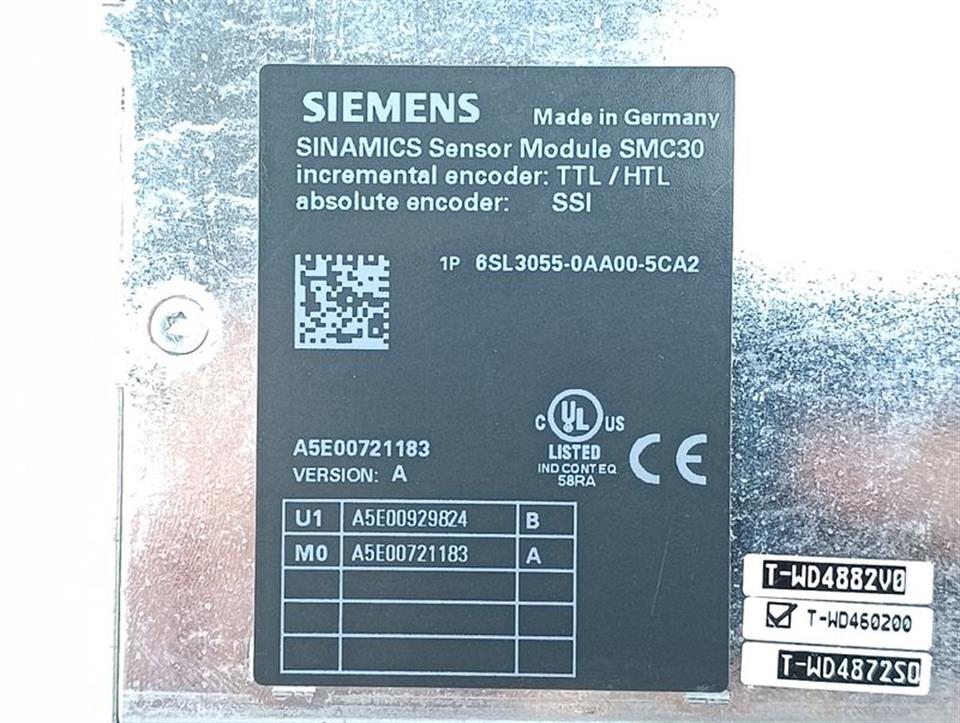 SIEMENS Made in Germany
SINAMICS Sensor Module SMC30
incremental encoder: TTL / HTL
absolute encoder: SSI
1P 6SL3055-0AA00-5CA2
C UL US
LISTED
IND CONT EQ
58RA
CE
A5E00721183
VERSION: A
U1 A5E00929824 B
M0 A5E00721183 A
T-WD4882V0
T-WD460200
T-WD4872S0